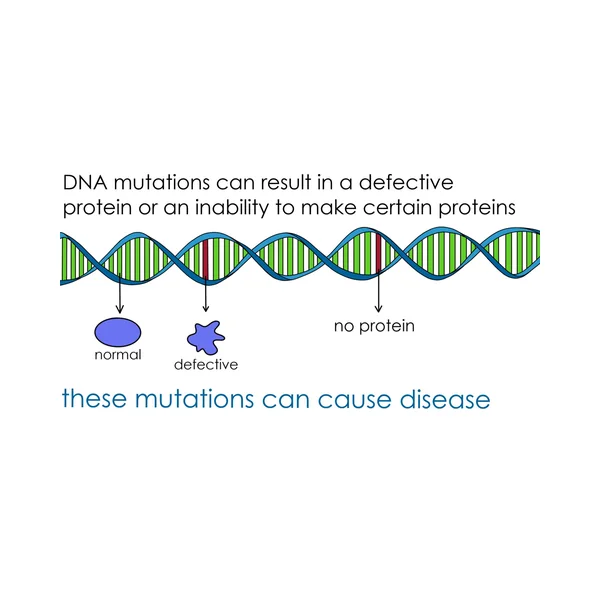 DNA mutations can result in a defective
protein or an inability to make certain proteins
no protein
normal
defective
these mutations can cause disease